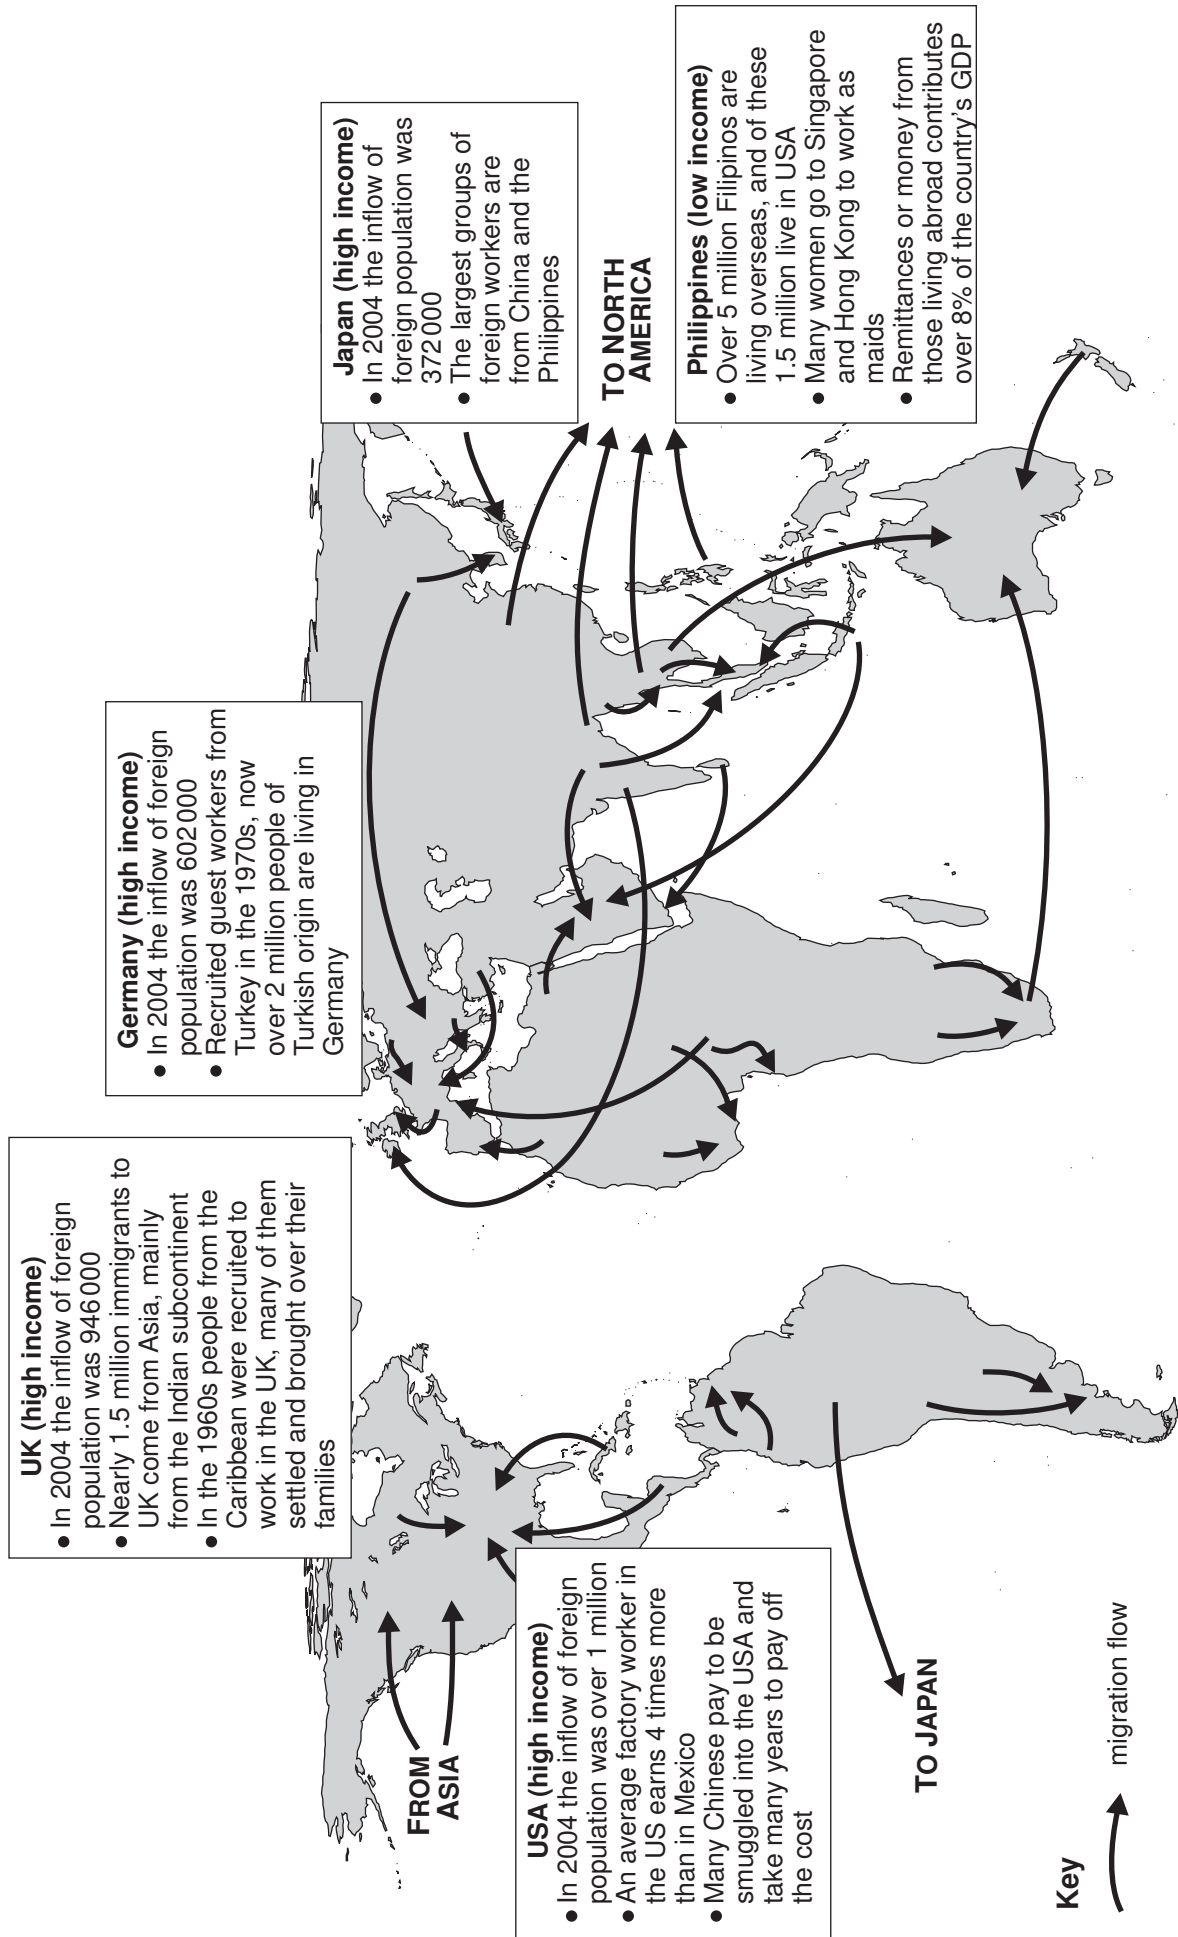 UK (high income)
● In 2004 the inflow of foreign
population was 946 000
● Nearly 1.5 million immigrants to
UK come from Asia, mainly
from the Indian subcontinent
● In the 1960s people from the
Caribbean were recruited to
work in the UK, many of them
settled and brought over their
families
Germany (high income)
● In 2004 the inflow of foreign
population was 602 000
● Recruited guest workers from
Turkey in the 1970s, now
over 2 million people of
Turkish origin are living in
Germany
Japan (high income)
● In 2004 the inflow of
foreign population was
372 000
● The largest groups of
foreign workers are
from China and the
Philippines
FROM
ASIA
TO NORTH
AMERICA
USA (high income)
● In 2004 the inflow of foreign
population was over 1 million
● An average factory worker in
the US earns 4 times more
than in Mexico
● Many Chinese pay to be
smuggled into the USA and
take many years to pay off
the cost
Philippines (low income)
● Over 5 million Filipinos are
living overseas, and of these
1.5 million live in USA
● Many women go to Singapore
and Hong Kong to work as
maids
● Remittances or money from
those living abroad contributes
over 8% of the country's GDP
TO JAPAN
Key
migration flow